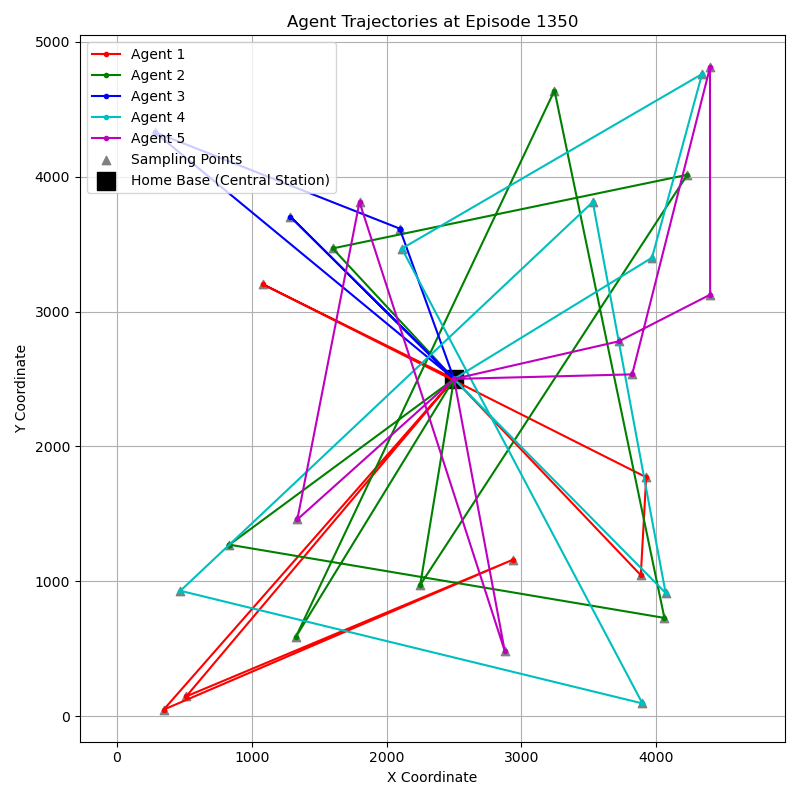 Agent Trajectories at Episode 1350
Agent 1
Agent 2
Agent 3
Agent 4
Agent 5
Sampling Points
Home Base (Central Station)
Y Coordinate
5000
4000
3000
2000
1000
0
0
1000
2000
3000
4000
X Coordinate